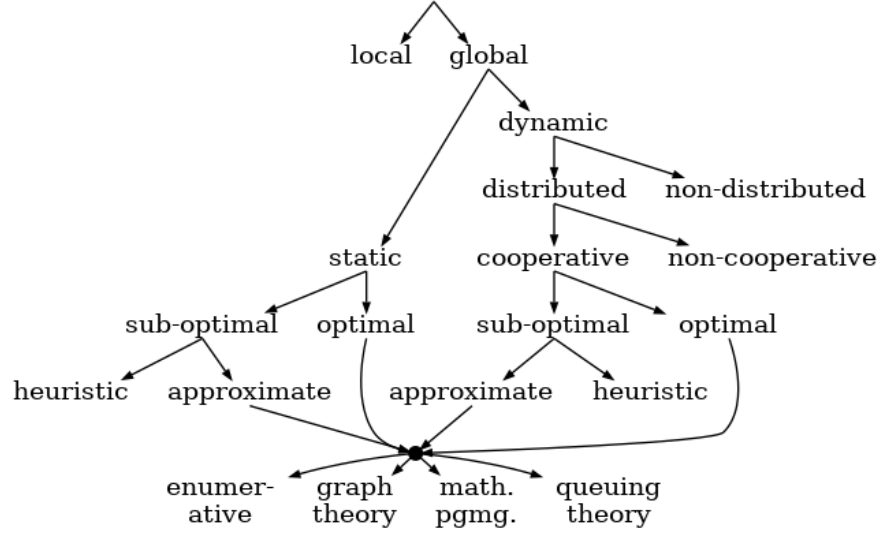 local global
dynamic
distributed non-distributed
static cooperative non-cooperative
sub-optimal optimal sub-optimal optimal
heuristic approximate approximate heuristic
enumer- graph math. queuing
ative theory pgmg. theory